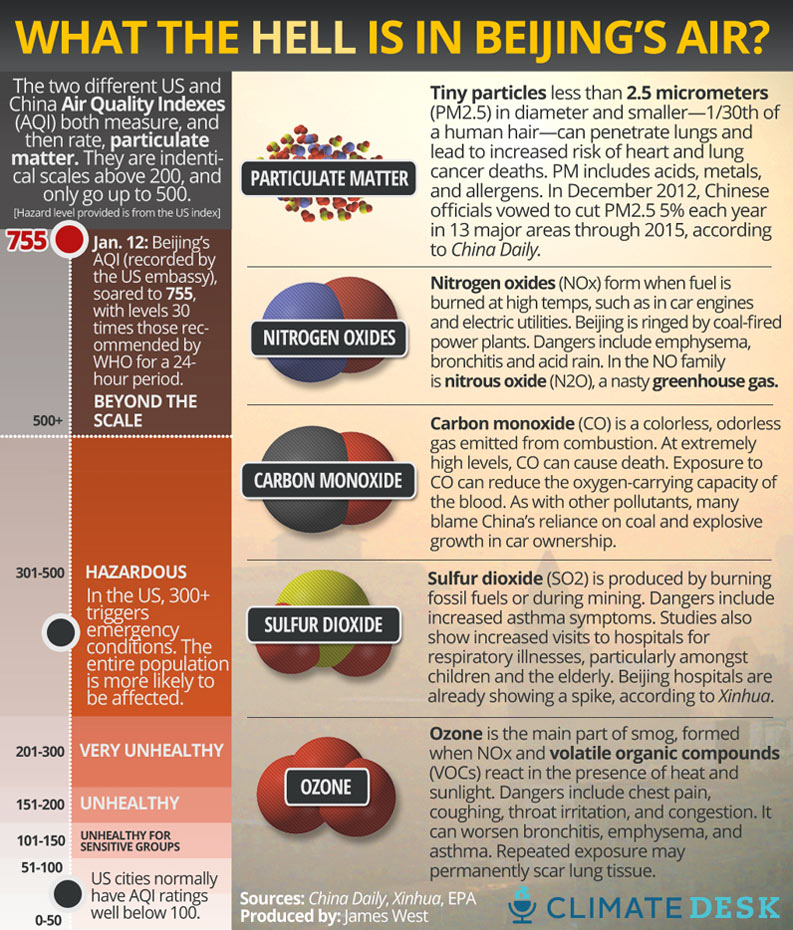 WHAT THE HELL IS IN BEIJING'S AIR?
The two different US and
China Air Quality Indexes
(AQI) both measure, and
then rate, particulate
matter. They are indenti-
cal scales above 200, and
only go up to 500.
[Hazard level provided is from the US index]
755
Jan. 12: Beijing's
AQI (recorded by
the US embassy),
soared to 755,
with levels 30
times those rec-
ommended by
WHO for a 24-
hour period.
BEYOND THE
SCALE
500+
301-500
HAZARDOUS
In the US, 300+
triggers
emergency
conditions. The
entire population
is more likely to
be affected.
201-300
VERY UNHEALTHY
151-200
UNHEALTHY
101-150
UNHEALTHY FOR
SENSITIVE GROUPS
51-100
US cities normally
have AQI ratings
well below 100.
0-50
PARTICULATE MATTER
Tiny particles less than 2.5 micrometers
(PM2.5) in diameter and smaller—1/30th of
a human hair—can penetrate lungs and
lead to increased risk of heart and lung
cancer deaths. PM includes acids, metals,
and allergens. In December 2012, Chinese
officials vowed to cut PM2.5 5% each year
in 13 major areas through 2015, according
to China Daily.
NITROGEN OXIDES
Nitrogen oxides (NOx) form when fuel is
burned at high temps, such as in car engines
and electric utilities. Beijing is ringed by coal-fired
power plants. Dangers include emphysema,
bronchitis and acid rain. In the NO family
is nitrous oxide (N2O), a nasty greenhouse gas.
CARBON MONOXIDE
Carbon monoxide (CO) is a colorless, odorless
gas emitted from combustion. At extremely
high levels, CO can cause death. Exposure to
CO can reduce the oxygen-carrying capacity of
the blood. As with other pollutants, many
blame China's reliance on coal and explosive
growth in car ownership.
SULFUR DIOXIDE
Sulfur dioxide (SO2) is produced by burning
fossil fuels or during mining. Dangers include
increased asthma symptoms. Studies also
show increased visits to hospitals for
respiratory illnesses, particularly amongst
children and the elderly. Beijing hospitals are
already showing a spike, according to Xinhua.
OZONE
Ozone is the main part of smog, formed
when NOx and volatile organic compounds
(VOCs) react in the presence of heat and
sunlight. Dangers include chest pain,
coughing, throat irritation, and congestion. It
can worsen bronchitis, emphysema, and
asthma. Repeated exposure may
permanently scar lung tissue.
Sources: China Daily, Xinhua, EPA
Produced by: James West
CLIMATE DESK